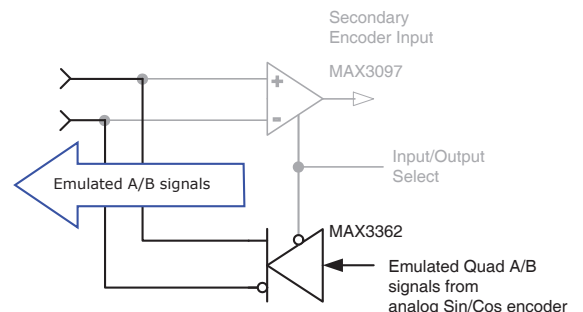 Secondary
Encoder Input
MAX3097
+
-
Input/Output
Select
Emulated A/B signals
MAX3362
Emulated Quad A/B
signals from
analog Sin/Cos encoder